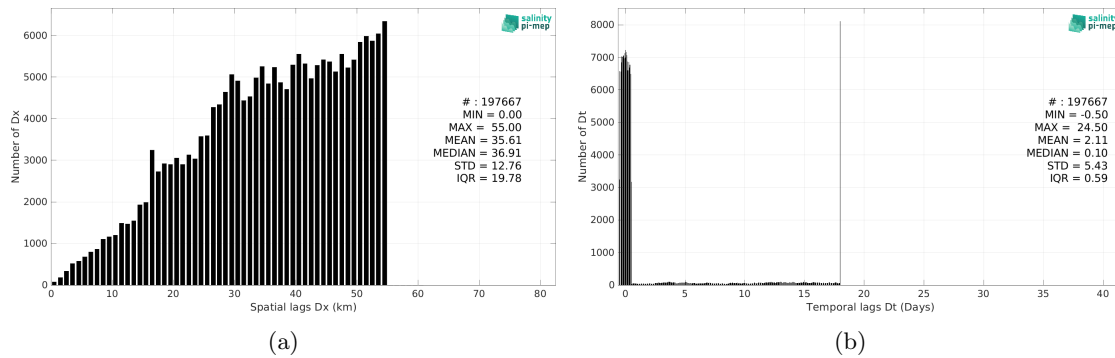 salinity
pi-mep
6000
5000
4000
3000
2000
1000
0
Number of Dx
# : 197667
MIN = 0.00
MAX = 55.00
MEAN = 35.61
MEDIAN = 36.91
STD = 12.76
IQR = 19.78
0 10 20 30 40 50 60 70 80
Spatial lags Dx (km)
(a)
salinity
pi-mep
8000
7000
6000
5000
4000
3000
2000
1000
0
Number of Dt
# : 197667
MIN = -0.50
MAX = 24.50
MEAN = 2.11
MEDIAN = 0.10
STD = 5.43
IQR = 0.59
0 5 10 15 20 25 30 35 40
Temporal lags Dt (Days)
(b)